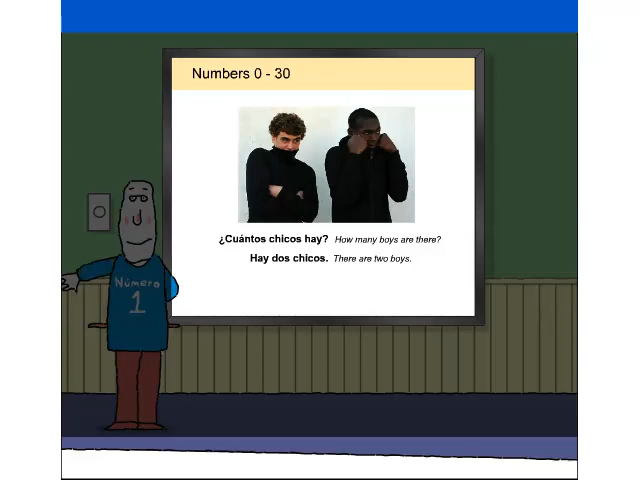 Numbers 0 - 30
¿Cuántos chicos hay? How many boys are there?
Hay dos chicos. There are two boys.
Número
1